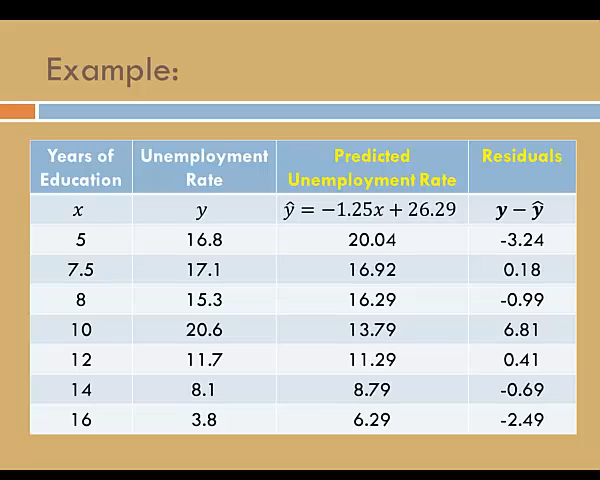 Example:
Years of Education Unemployment Rate Predicted Unemployment Rate Residuals
x y ŷ = −1.25x + 26.29 y − ŷ
5 16.8 20.04 -3.24
7.5 17.1 16.92 0.18
8 15.3 16.29 -0.99
10 20.6 13.79 6.81
12 11.7 11.29 0.41
14 8.1 8.79 -0.69
16 3.8 6.29 -2.49